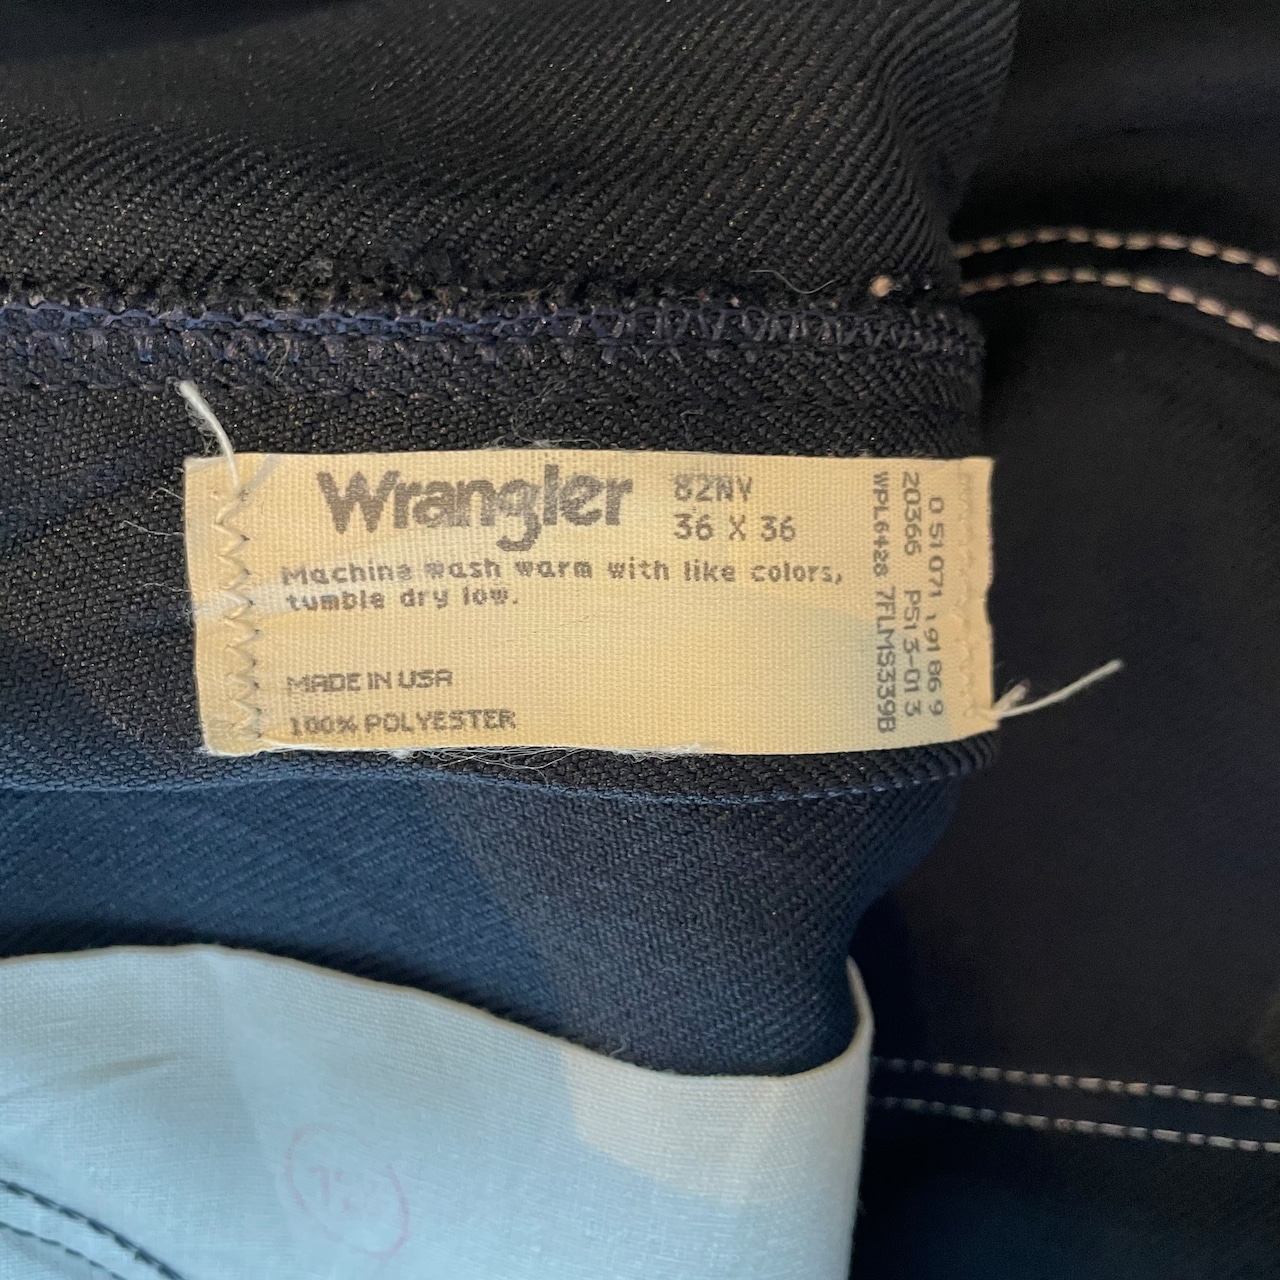 Wrangler
82NV
36 X 36
Machine wash warm with like colors,
tumble dry low.
MADE IN USA
100% POLYESTER
0 51071 19186 9
20366 PS13-013
WPL6428 7FLMS339B